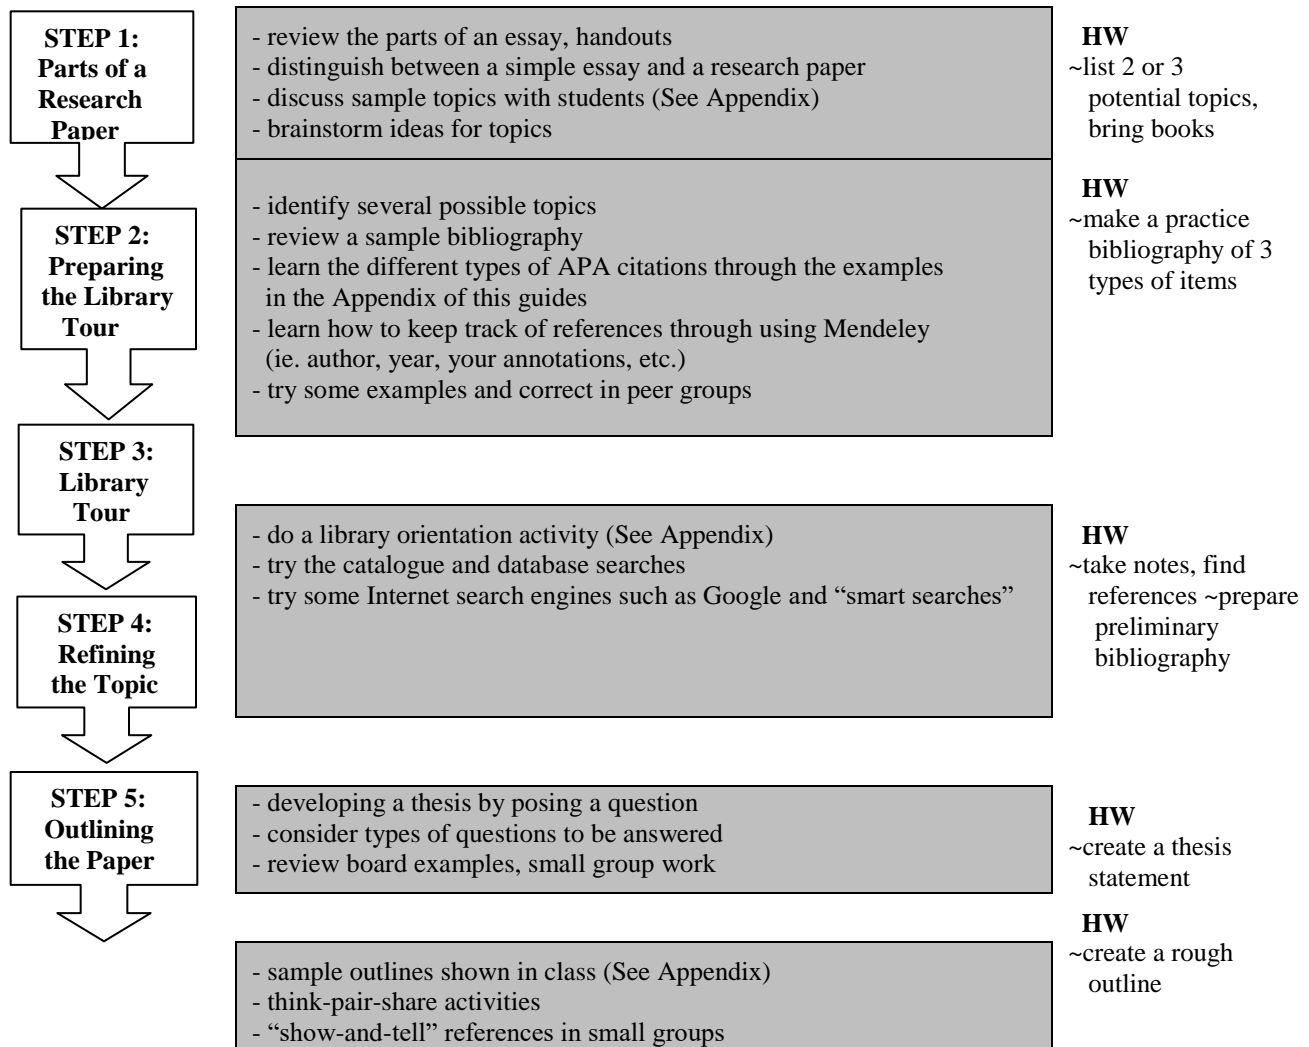 STEP 1:
Parts of a
Research
Paper
- review the parts of an essay, handouts
- distinguish between a simple essay and a research paper
- discuss sample topics with students (See Appendix)
- brainstorm ideas for topics
HW
~list 2 or 3
potential topics,
bring books
STEP 2:
Preparing
the Library
Tour
- identify several possible topics
- review a sample bibliography
- learn the different types of APA citations through the examples
in the Appendix of this guides
- learn how to keep track of references through using Mendeley
(ie. author, year, your annotations, etc.)
- try some examples and correct in peer groups
HW
~make a practice
bibliography of 3
types of items
STEP 3:
Library
Tour
- do a library orientation activity (See Appendix)
- try the catalogue and database searches
- try some Internet search engines such as Google and “smart searches”
HW
~take notes, find
references ~prepare
preliminary
bibliography
STEP 4:
Refining
the Topic
- developing a thesis by posing a question
- consider types of questions to be answered
- review board examples, small group work
HW
~create a thesis
statement
STEP 5:
Outlining
the Paper
- sample outlines shown in class (See Appendix)
- think-pair-share activities
- “show-and-tell” references in small groups
HW
~create a rough
outline